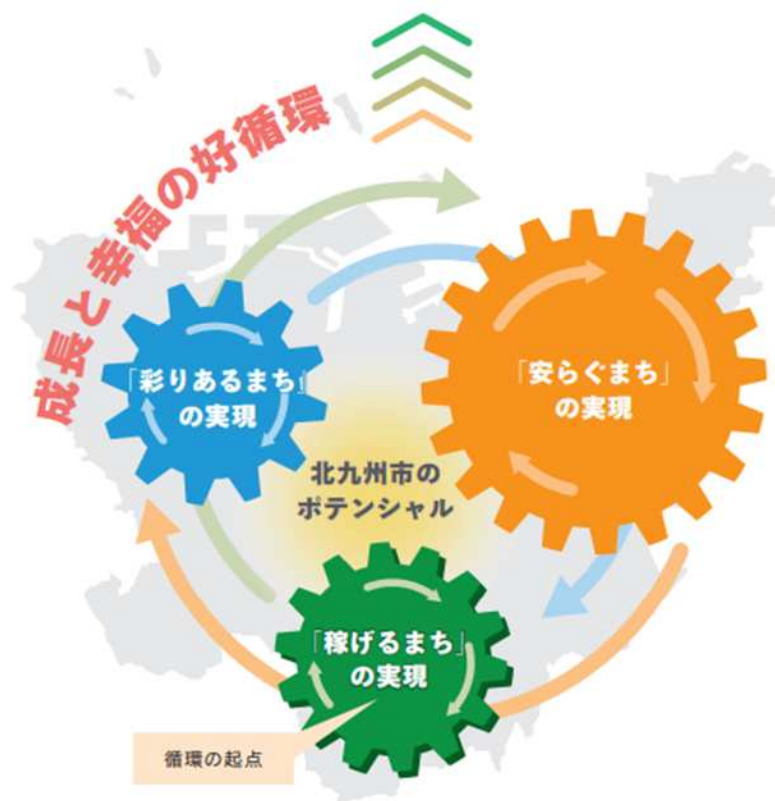 成長と幸福の好循環
「彩りあるまち」
の実現
「安らぐまち」
の実現
北九州市の
ポテンシャル
「稼げるまち」
の実現
循環の起点